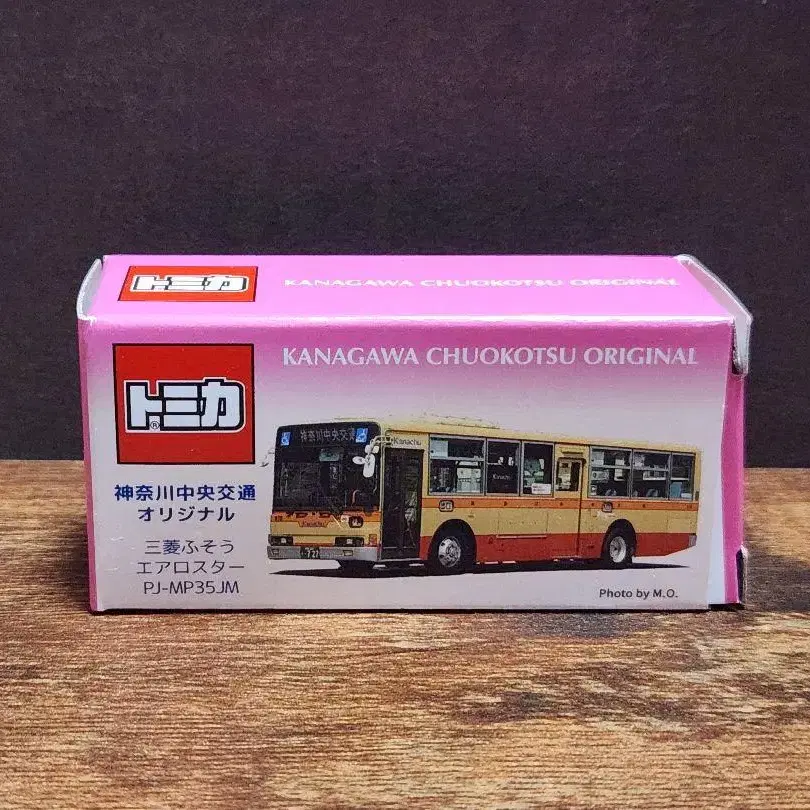 トミカ
KANAGAWA CHUOKOTSU ORIGINAL
トミカ®
KANAGAWA CHUOKOTSU ORIGINAL
神奈川中央交通
オリジナル
三菱ふそう
エアロスター
PJ-MP35JM
神奈川中央交通
Kanachu
Kanachu
Kanachu
Photo by M.O.